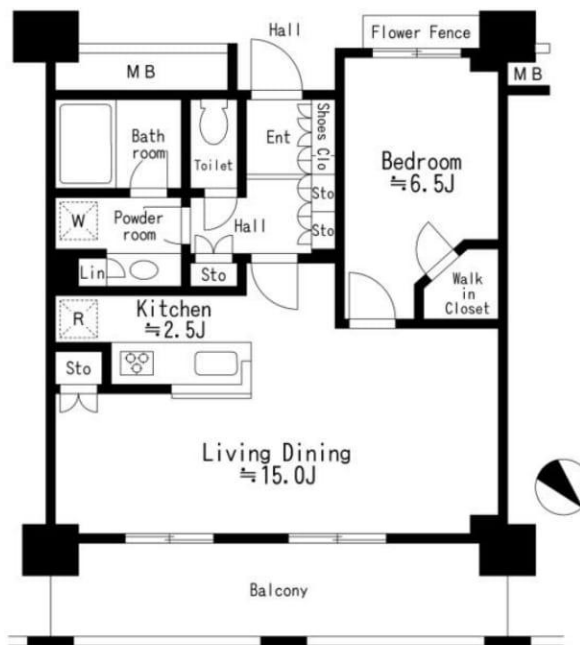 Hall
Flower Fence
MB
MB
Bath
room
Toilet
Ent
Shoes Clo
Bedroom
≒6.5J
W
Powder
room
Hall
Sto
Sto
Lin
Sto
Walk
in
Closet
R
Kitchen
≒2.5J
Sto
Living Dining
≒15.0J
Balcony